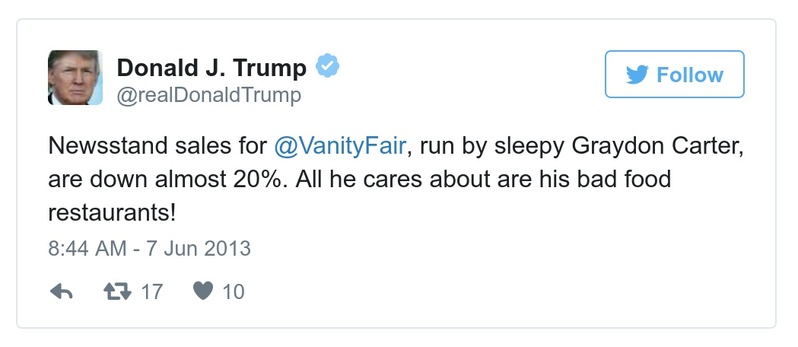 Donald J. Trump
@realDonaldTrump
Follow
Newsstand sales for @VanityFair, run by sleepy Graydon Carter,
are down almost 20%. All he cares about are his bad food
restaurants!
8:44 AM - 7 Jun 2013
17 10